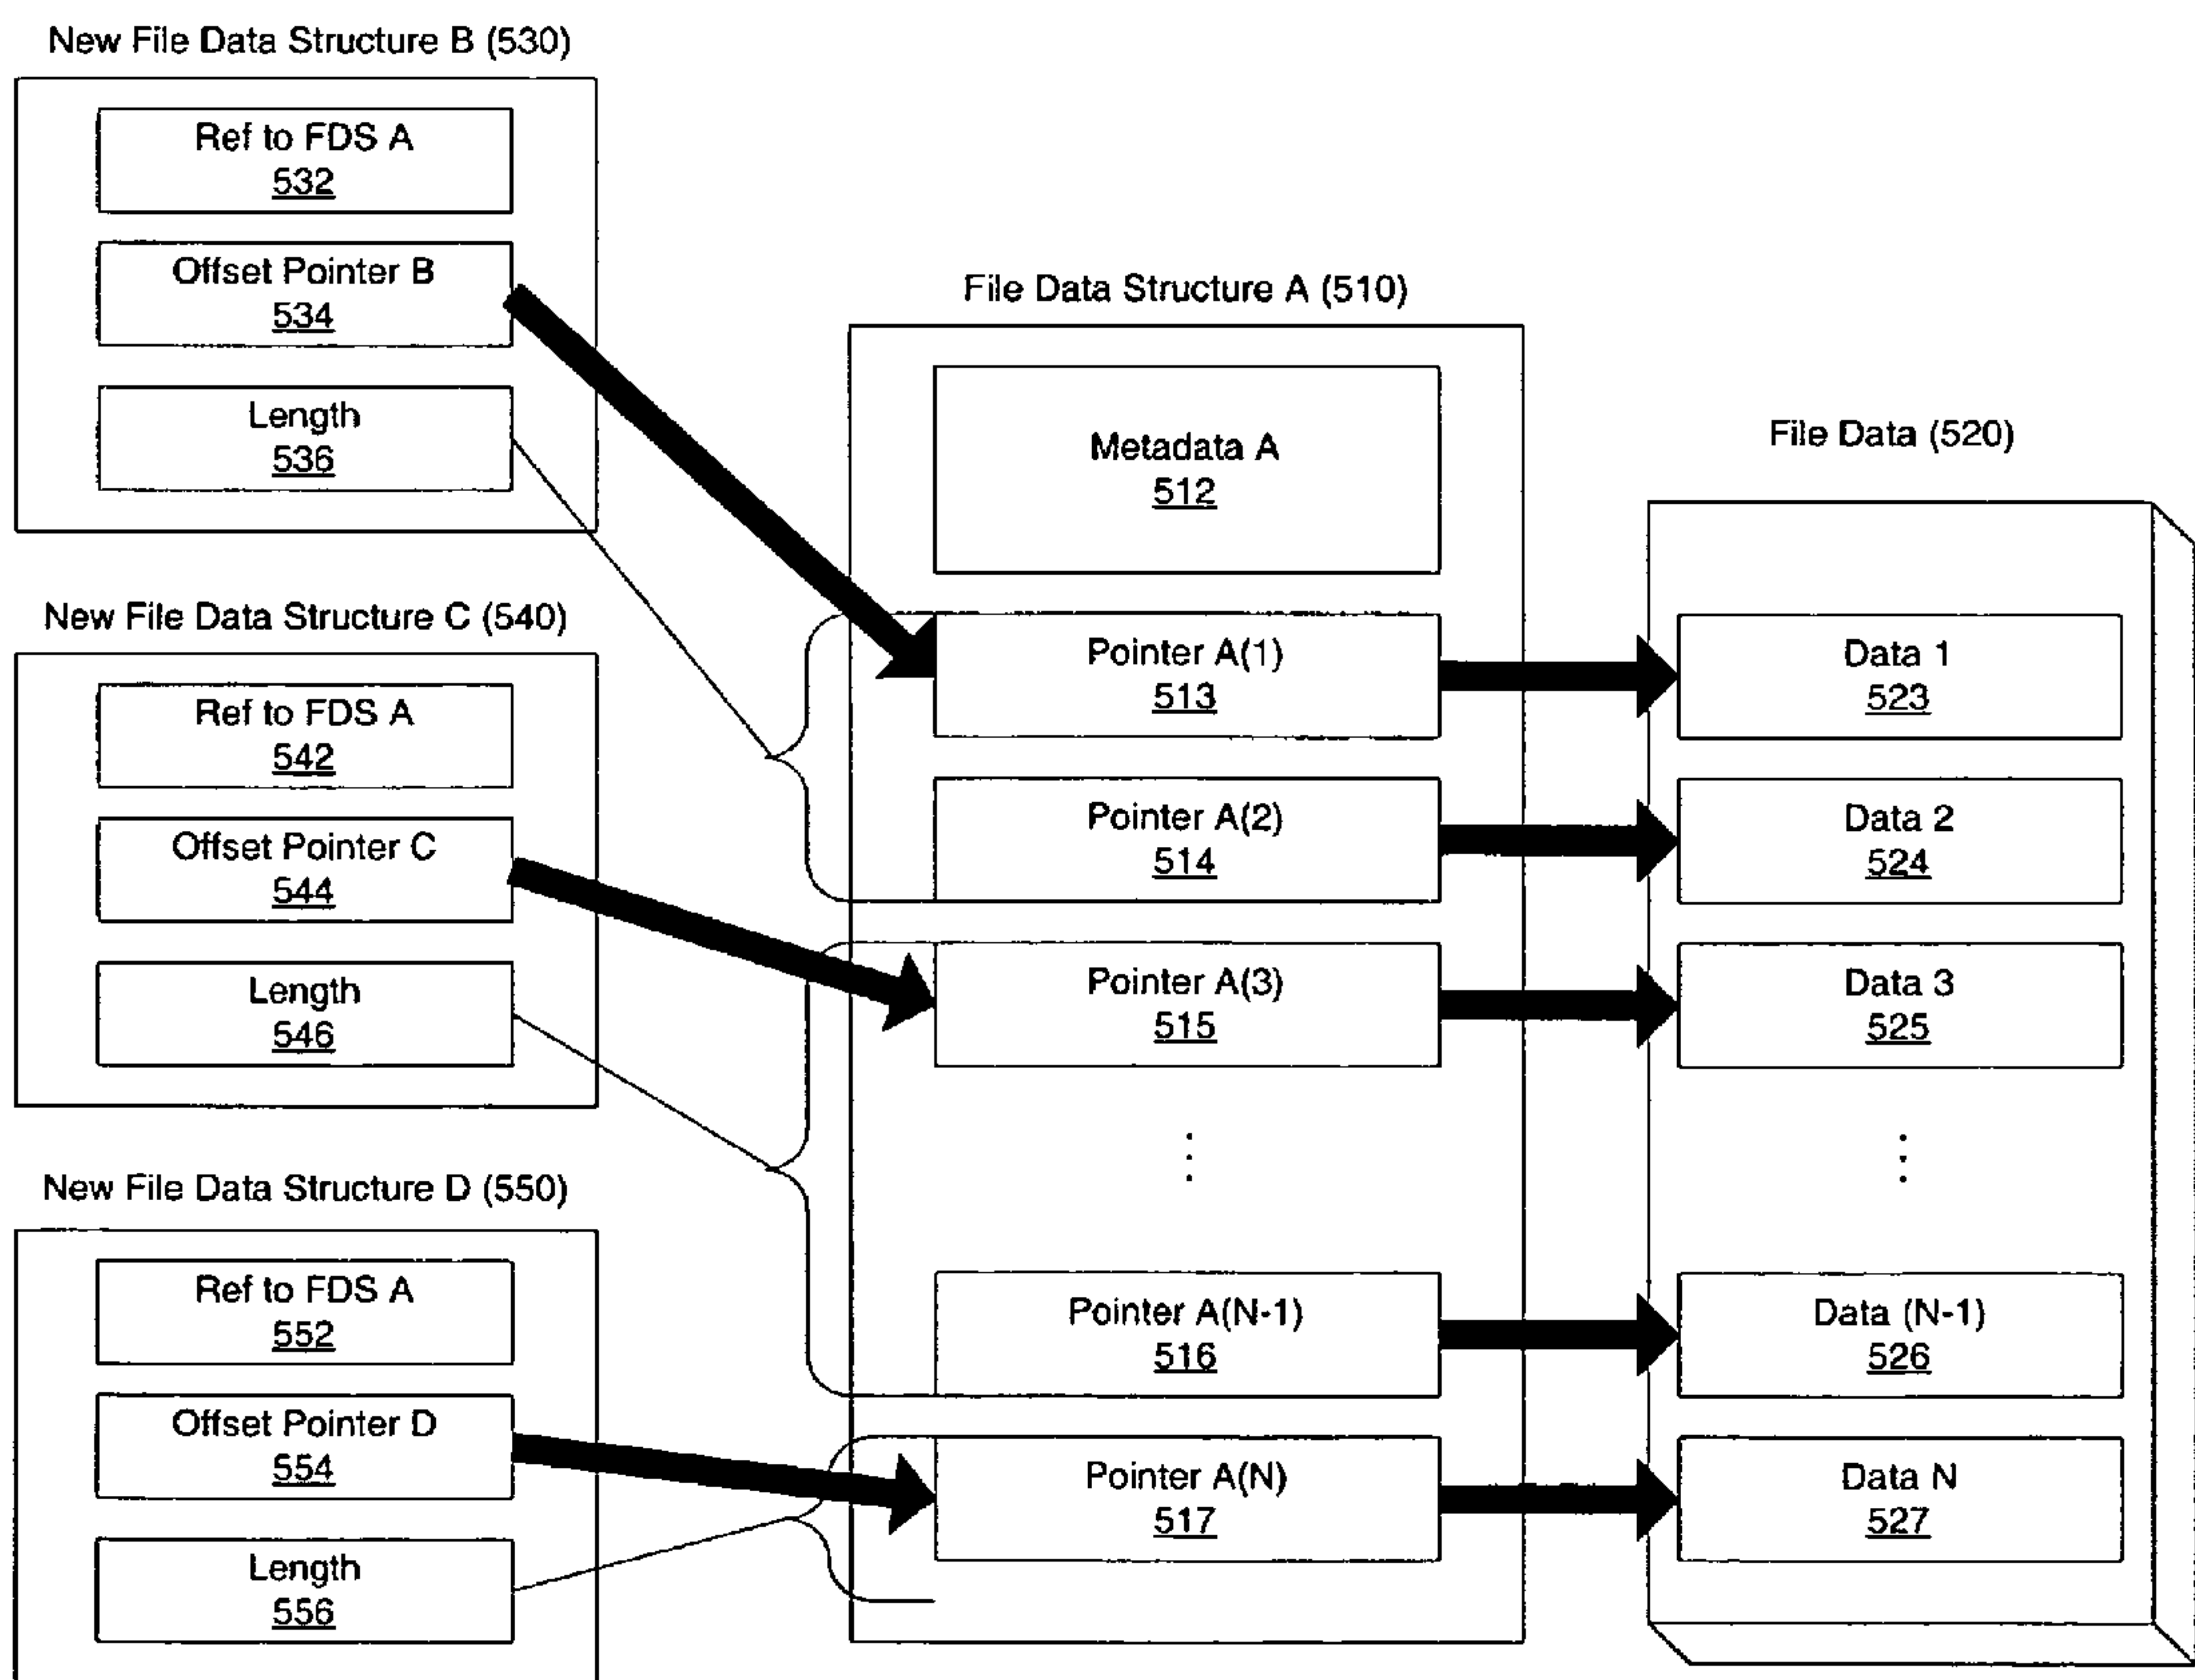 New File Data Structure B (530)
Ref to FDS A
532
Offset Pointer B
534
Length
536
New File Data Structure C (540)
Ref to FDS A
542
Offset Pointer C
544
Length
546
New File Data Structure D (550)
Ref to FDS A
552
Offset Pointer D
554
Length
556
File Data Structure A (510)
Metadata A
512
Pointer A(1)
513
Pointer A(2)
514
Pointer A(3)
515
Pointer A(N-1)
516
Pointer A(N)
517
File Data (520)
Data 1
523
Data 2
524
Data 3
525
Data (N-1)
526
Data N
527